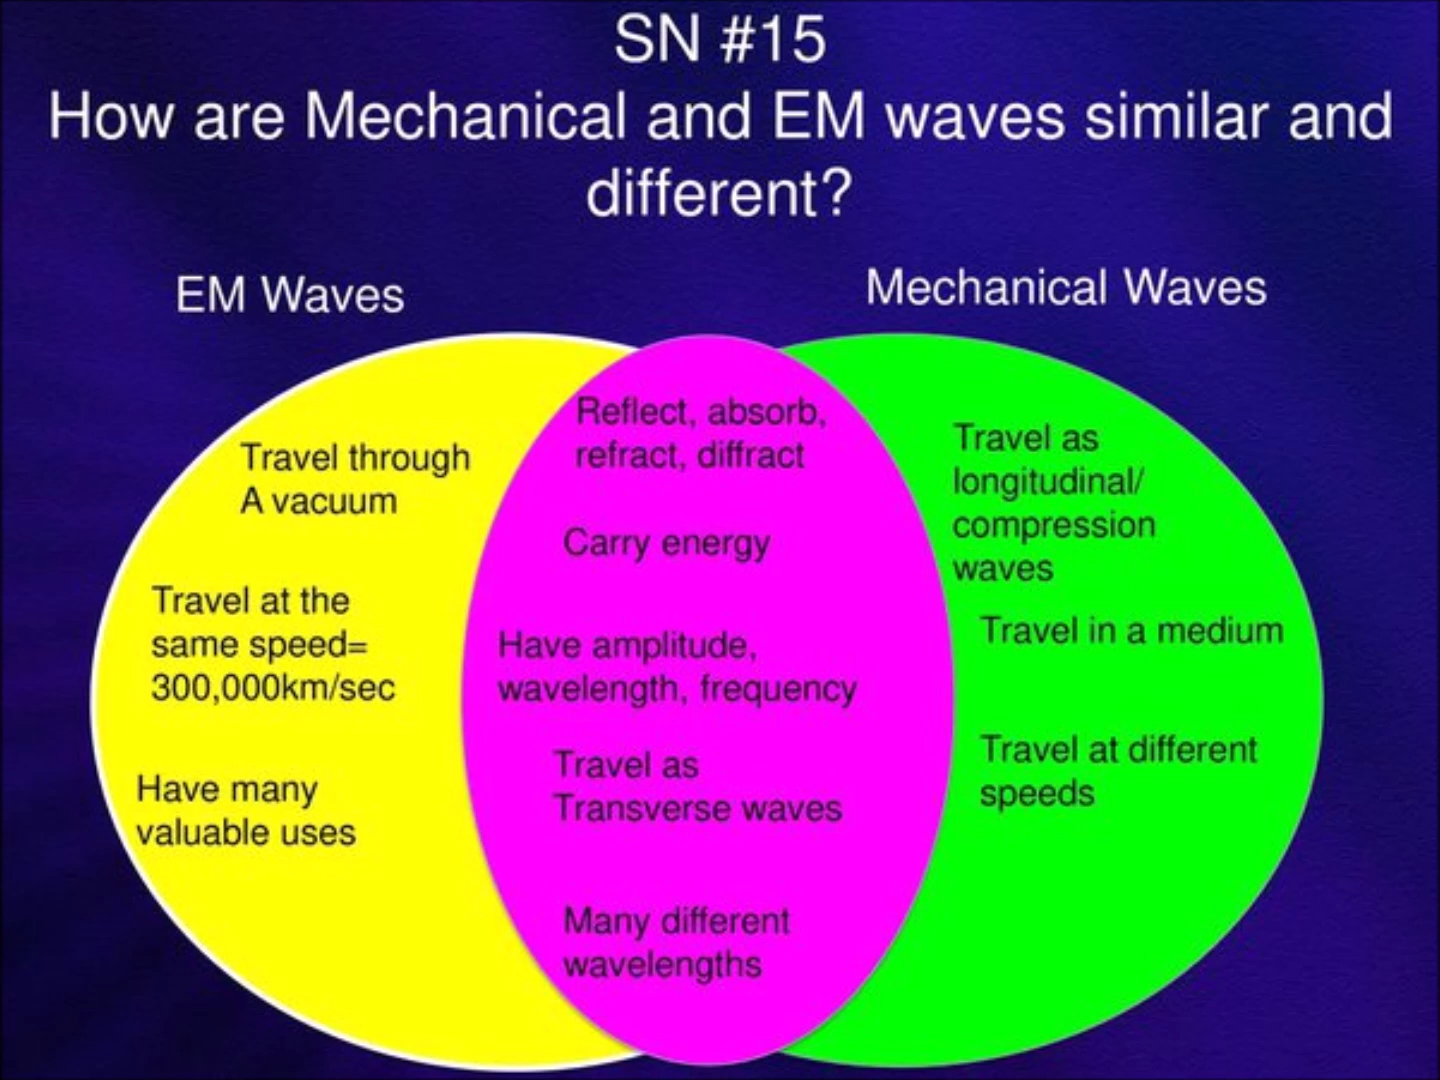 SN #15
How are Mechanical and EM waves similar and
different?
EM Waves
Mechanical Waves
Travel through
A vacuum
Travel at the
same speed=
300,000km/sec
Have many
valuable uses
Reflect, absorb,
refract, diffract
Carry energy
Have amplitude,
wavelength, frequency
Travel as
Transverse waves
Many different
wavelengths
Travel as
longitudinal/
compression
waves
Travel in a medium
Travel at different
speeds